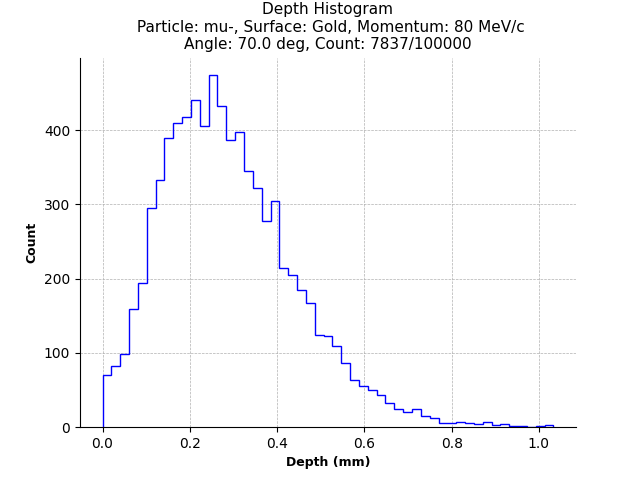 Depth Histogram
Particle: mu-, Surface: Gold, Momentum: 80 MeV/c
Angle: 70.0 deg, Count: 7837/100000
400
300
200
100
0
Count
0.0 0.2 0.4 0.6 0.8 1.0
Depth (mm)